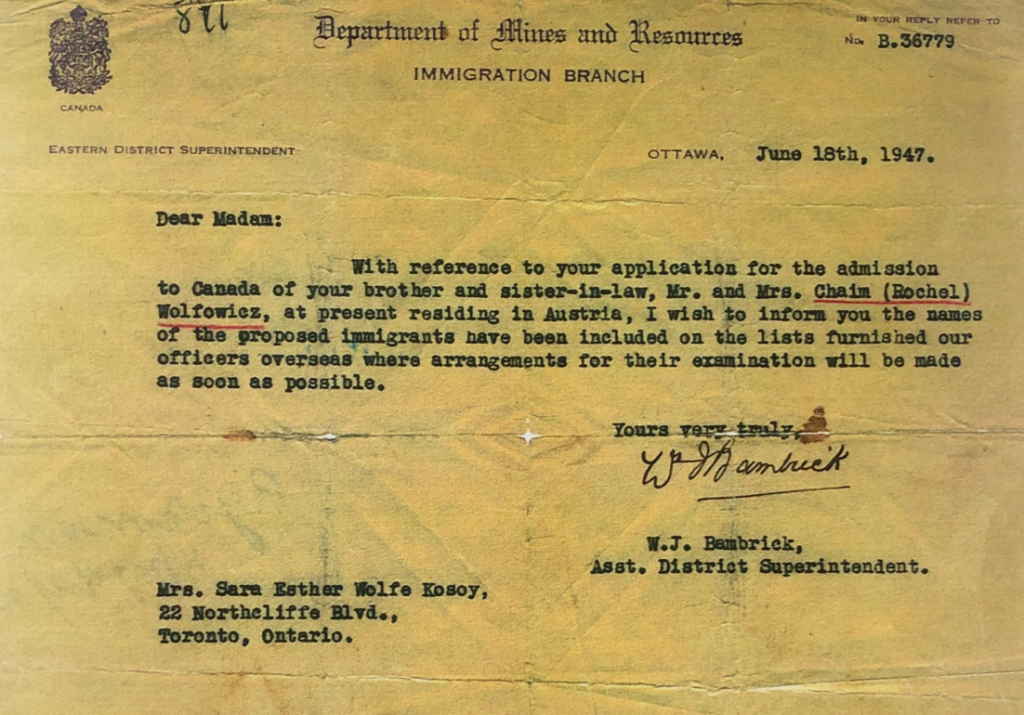 871
Department of Mines and Resources
IN YOUR REPLY REFER TO
No. B.36779
IMMIGRATION BRANCH
CANADA
EASTERN DISTRICT SUPERINTENDENT
OTTAWA, June 18th, 1947.
Dear Madam:
With reference to your application for the admission
to Canada of your brother and sister-in-law, Mr. and Mrs. Chaim (Rochel)
Wolfowicz, at present residing in Austria, I wish to inform you the names
of the proposed immigrants have been included on the lists furnished our
officers overseas where arrangements for their examination will be made
as soon as possible.
Yours very truly,
W J Bambrick
W.J. Bambrick,
Asst. District Superintendent.
Mrs. Sara Esther Wolfe Kosoy,
22 Northcliffe Blvd.,
Toronto, Ontario.